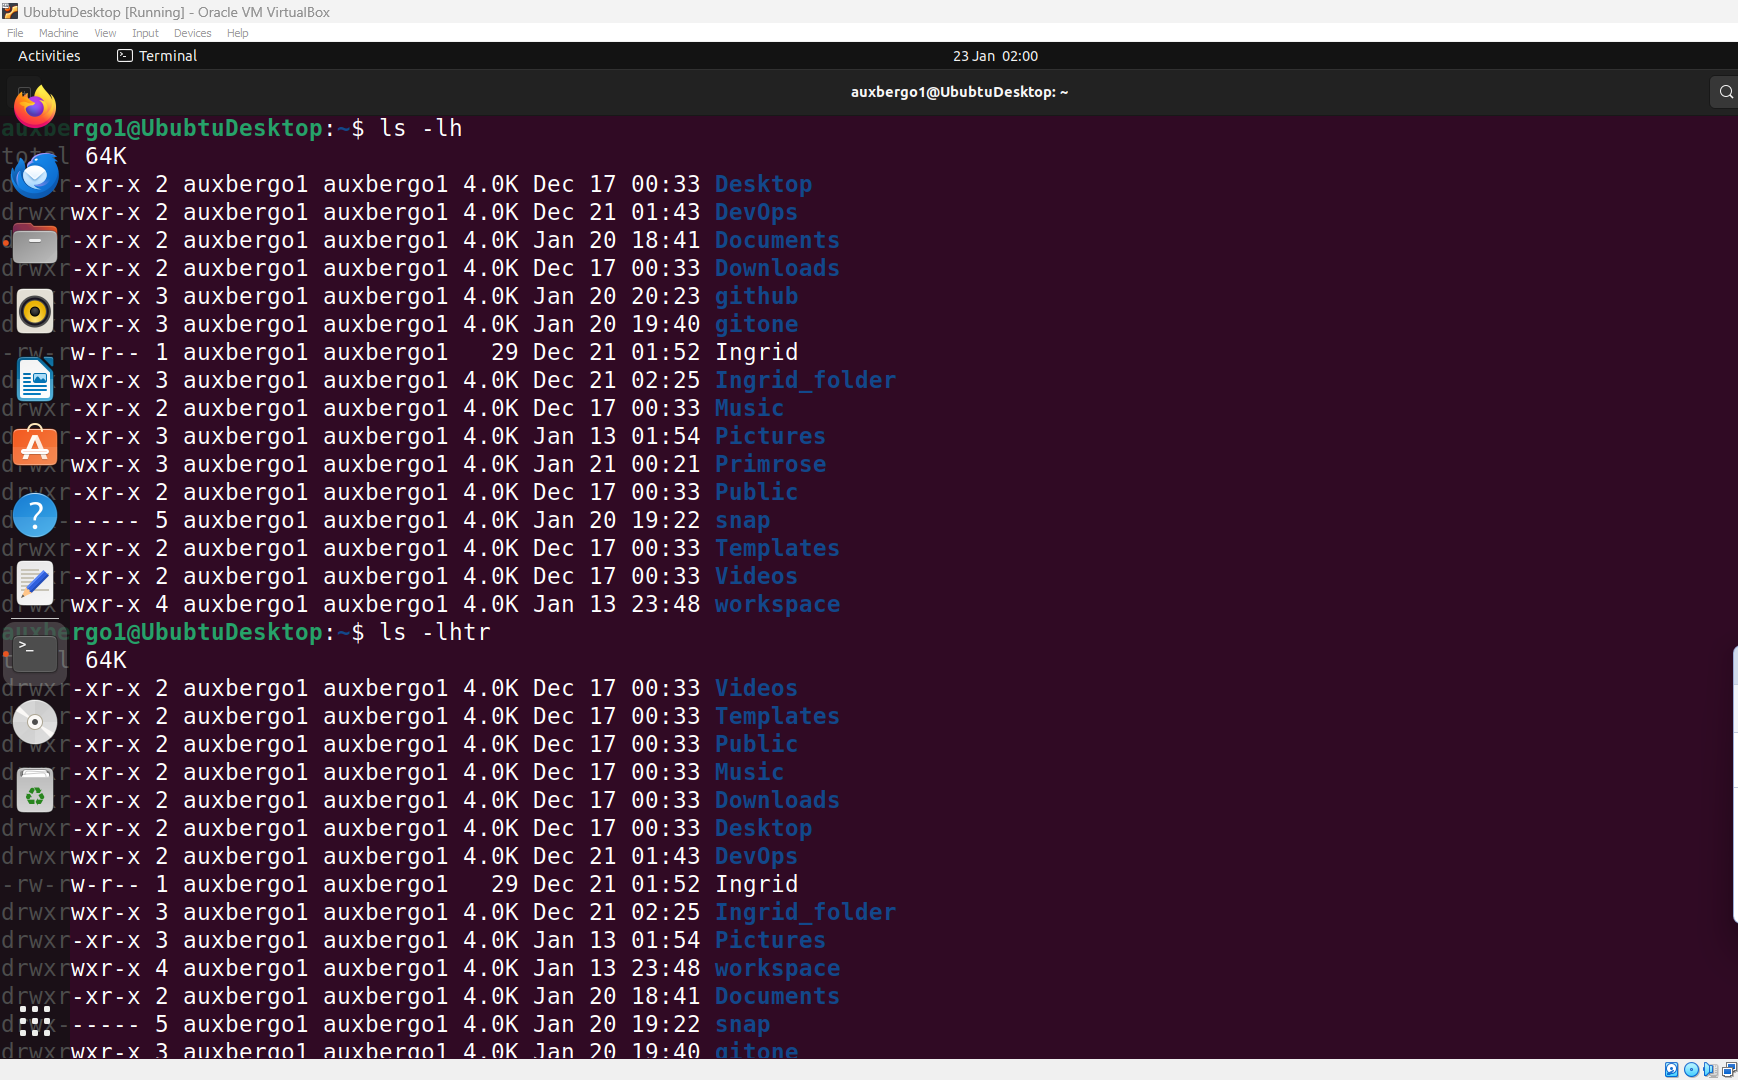 UbubtuDesktop [Running] - Oracle VM VirtualBox
File Machine View Input Devices Help
Activities Terminal 23 Jan 02:00
auxbergo1@UbubtuDesktop: ~
auxbergo1@UbubtuDesktop:~$ ls -lh
total 64K
drwxr-xr-x 2 auxbergo1 auxbergo1 4.0K Dec 17 00:33 Desktop
drwxrwxr-x 2 auxbergo1 auxbergo1 4.0K Dec 21 01:43 DevOps
drwxr-xr-x 2 auxbergo1 auxbergo1 4.0K Jan 20 18:41 Documents
drwxr-xr-x 2 auxbergo1 auxbergo1 4.0K Dec 17 00:33 Downloads
drwxrwxr-x 3 auxbergo1 auxbergo1 4.0K Jan 20 20:23 github
drwxrwxr-x 3 auxbergo1 auxbergo1 4.0K Jan 20 19:40 gitone
-rw-rw-r-- 1 auxbergo1 auxbergo1 29 Dec 21 01:52 Ingrid
drwxrwxr-x 3 auxbergo1 auxbergo1 4.0K Dec 21 02:25 Ingrid_folder
drwxr-xr-x 2 auxbergo1 auxbergo1 4.0K Dec 17 00:33 Music
drwxr-xr-x 3 auxbergo1 auxbergo1 4.0K Jan 13 01:54 Pictures
drwxrwxr-x 3 auxbergo1 auxbergo1 4.0K Jan 21 00:21 Primrose
drwxr-xr-x 2 auxbergo1 auxbergo1 4.0K Dec 17 00:33 Public
drwx------ 5 auxbergo1 auxbergo1 4.0K Jan 20 19:22 snap
drwxr-xr-x 2 auxbergo1 auxbergo1 4.0K Dec 17 00:33 Templates
drwxr-xr-x 2 auxbergo1 auxbergo1 4.0K Dec 17 00:33 Videos
drwxrwxr-x 4 auxbergo1 auxbergo1 4.0K Jan 13 23:48 workspace
auxbergo1@UbubtuDesktop:~$ ls -lhtr
total 64K
drwxr-xr-x 2 auxbergo1 auxbergo1 4.0K Dec 17 00:33 Videos
drwxr-xr-x 2 auxbergo1 auxbergo1 4.0K Dec 17 00:33 Templates
drwxr-xr-x 2 auxbergo1 auxbergo1 4.0K Dec 17 00:33 Public
drwxr-xr-x 2 auxbergo1 auxbergo1 4.0K Dec 17 00:33 Music
drwxr-xr-x 2 auxbergo1 auxbergo1 4.0K Dec 17 00:33 Downloads
drwxr-xr-x 2 auxbergo1 auxbergo1 4.0K Dec 17 00:33 Desktop
drwxrwxr-x 2 auxbergo1 auxbergo1 4.0K Dec 21 01:43 DevOps
-rw-rw-r-- 1 auxbergo1 auxbergo1 29 Dec 21 01:52 Ingrid
drwxrwxr-x 3 auxbergo1 auxbergo1 4.0K Dec 21 02:25 Ingrid_folder
drwxr-xr-x 3 auxbergo1 auxbergo1 4.0K Jan 13 01:54 Pictures
drwxrwxr-x 4 auxbergo1 auxbergo1 4.0K Jan 13 23:48 workspace
drwxr-xr-x 2 auxbergo1 auxbergo1 4.0K Jan 20 18:41 Documents
drwx------ 5 auxbergo1 auxbergo1 4.0K Jan 20 19:22 snap
drwxrwxr-x 3 auxbergo1 auxbergo1 4.0K Jan 20 19:40 gitone